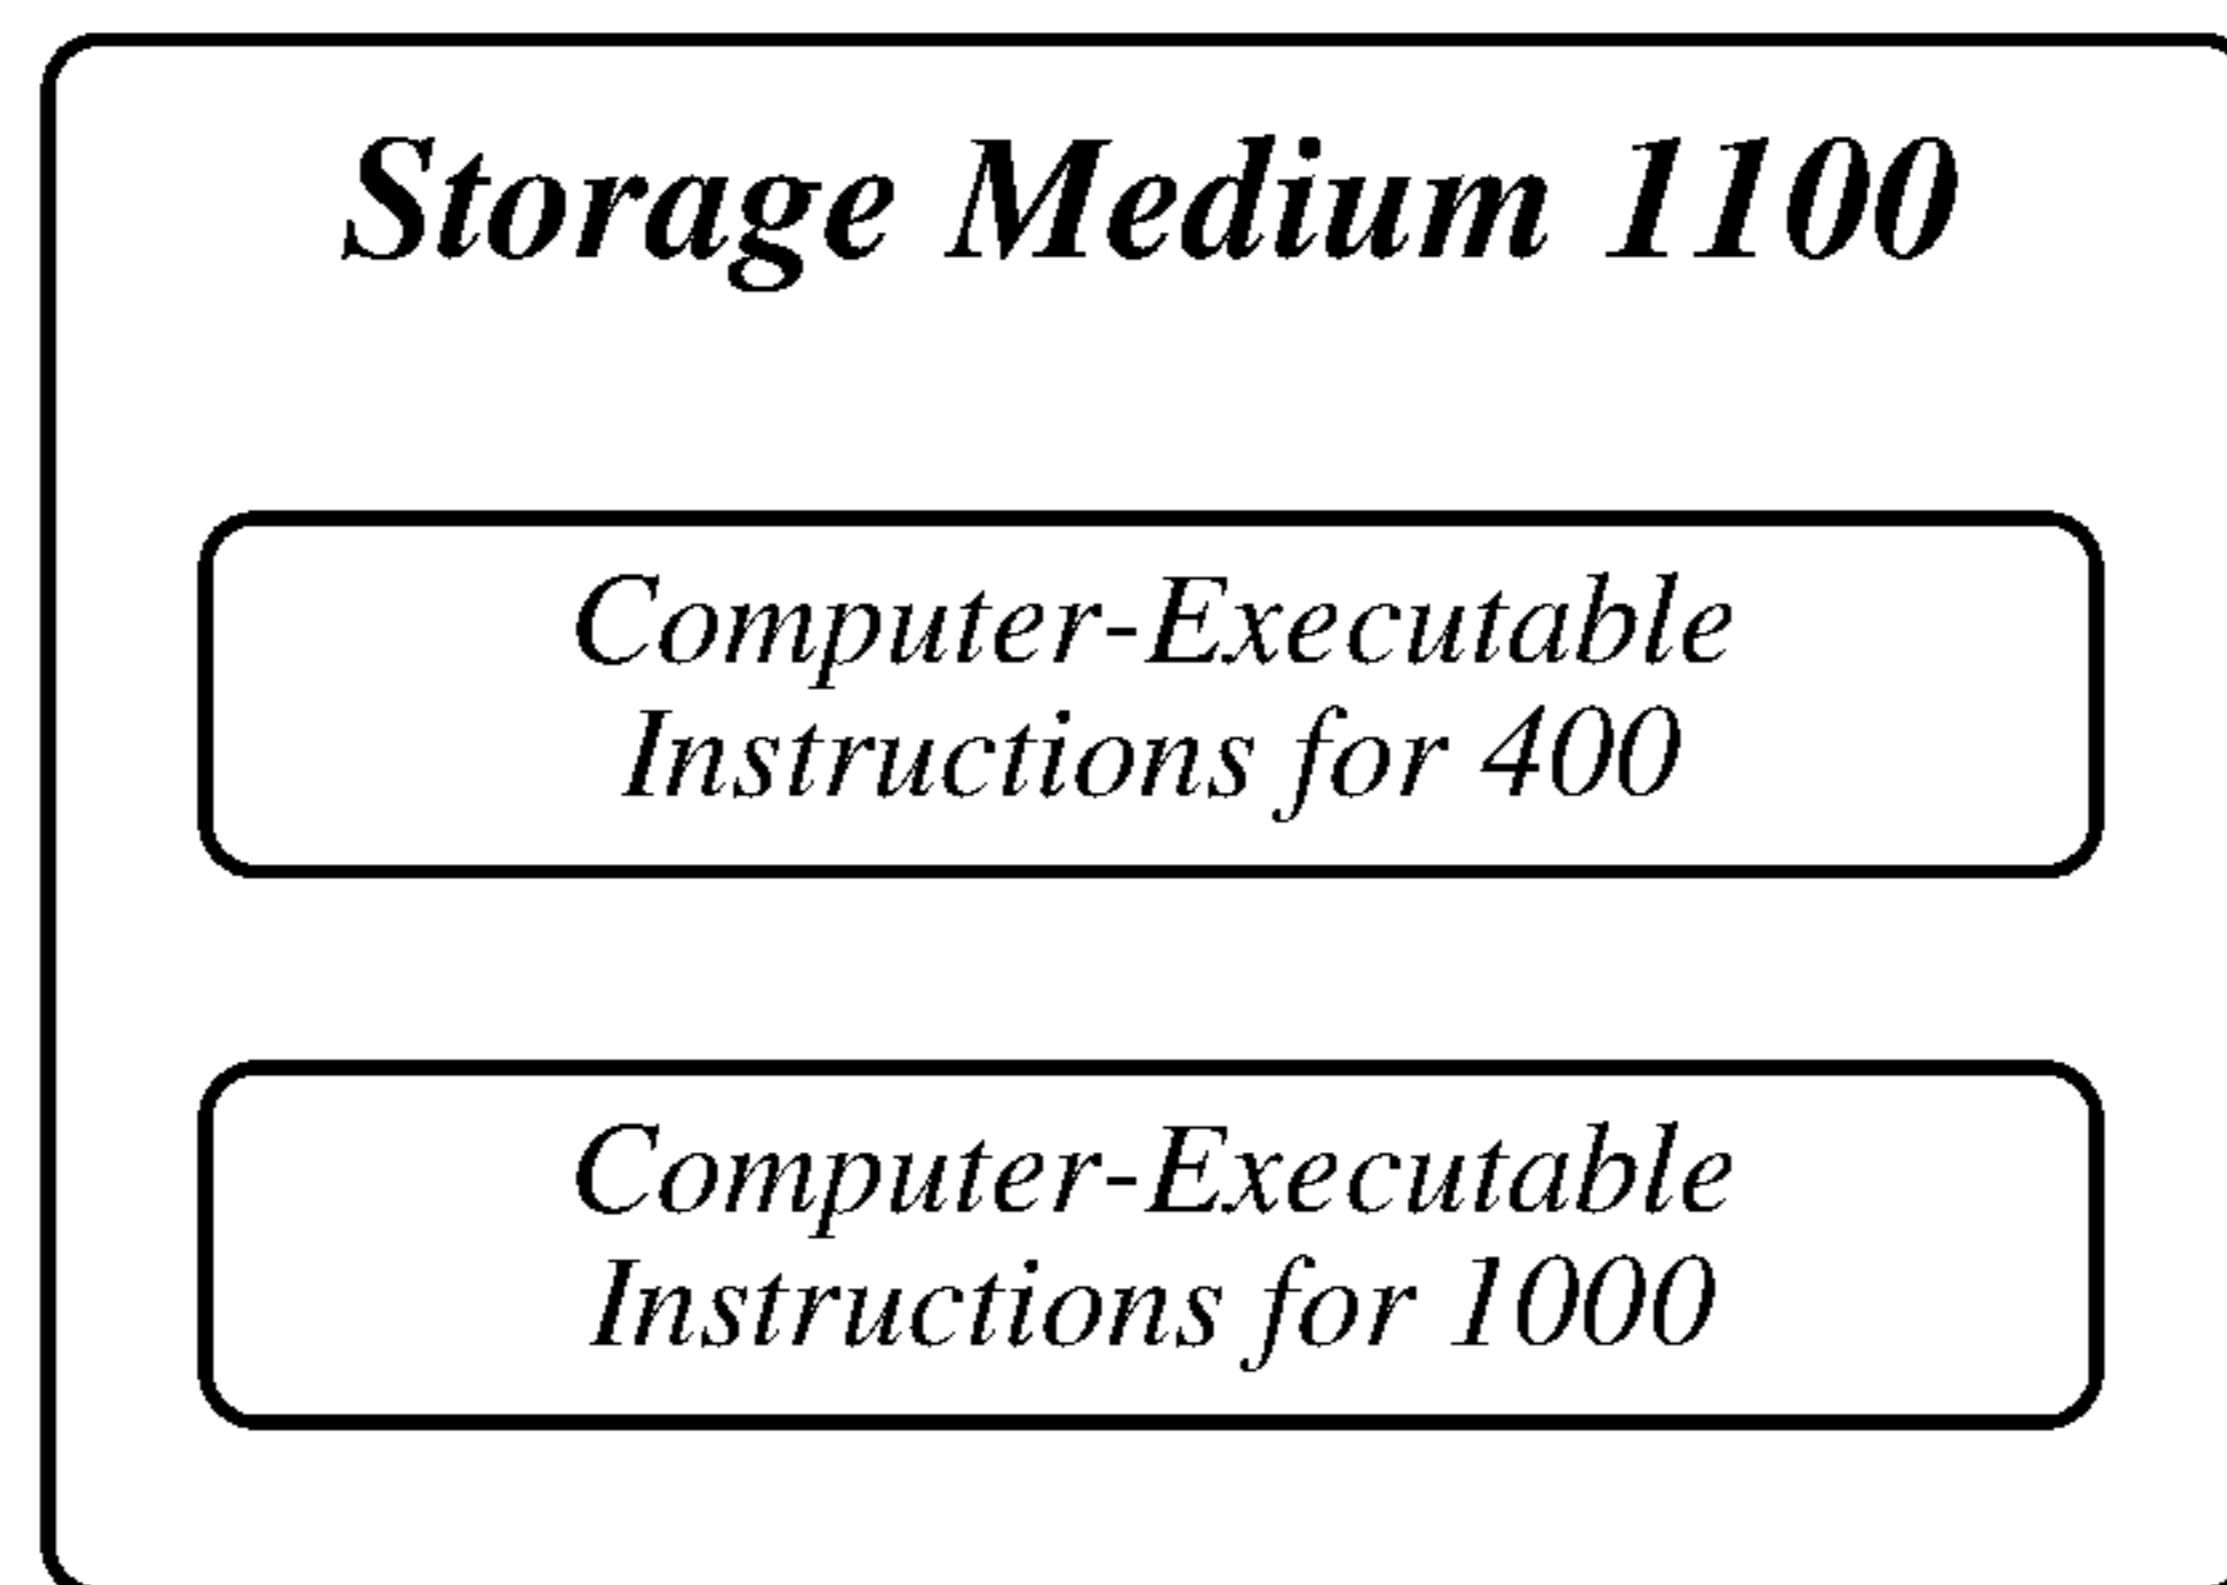 Storage Medium 1100
Computer-Executable
Instructions for 400
Computer-Executable
Instructions for 1000